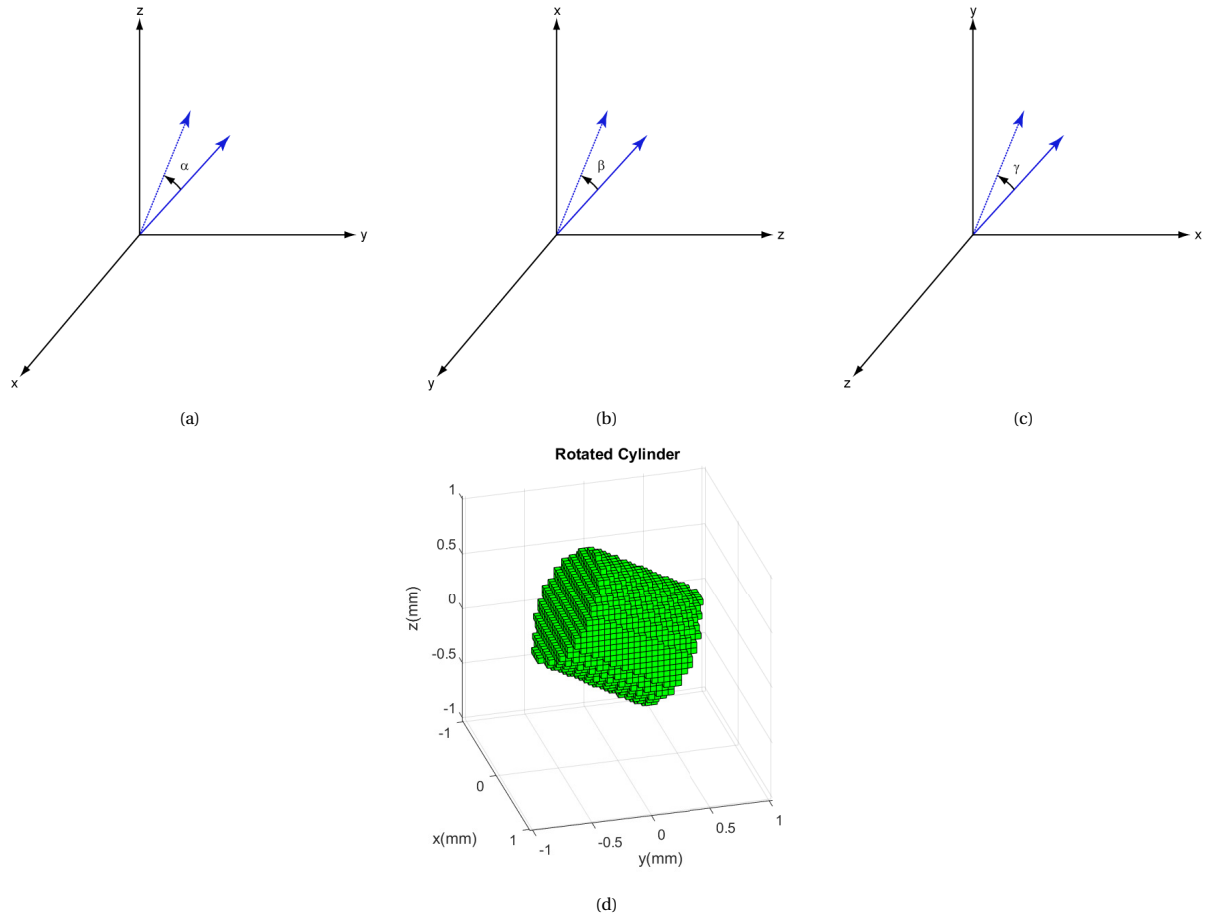 z
α
y
x
(a)
x
β
z
y
(b)
y
γ
x
z
(c)
Rotated Cylinder
1
0.5
0
-0.5
-1
z(mm)
-1
0
1
x(mm)
-1
-0.5
0
0.5
1
y(mm)
(d)